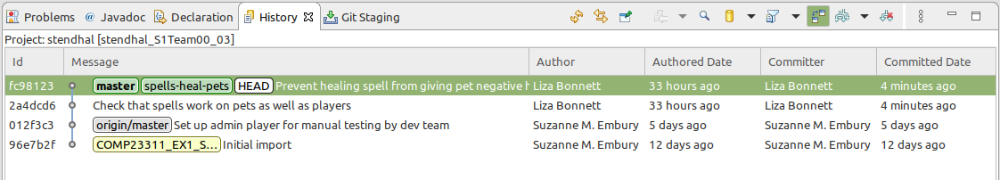 Problems @ Javadoc Declaration History Git Staging
Project: stendhal [stendhal_S1Team00_03]
Id Message Author Authored Date Committer Committed Date
fc98123 master spells-heal-pets HEAD Prevent healing spell from giving pet negative h Liza Bonnett 33 hours ago Liza Bonnett 4 minutes ago
2a4dcd6 Check that spells work on pets as well as players Liza Bonnett 33 hours ago Liza Bonnett 4 minutes ago
012f3c3 origin/master Set up admin player for manual testing by dev team Suzanne M. Embury 5 days ago Suzanne M. Embury 5 days ago
96e7b2f COMP23311_EX1_S... Initial import Suzanne M. Embury 12 days ago Suzanne M. Embury 12 days ago